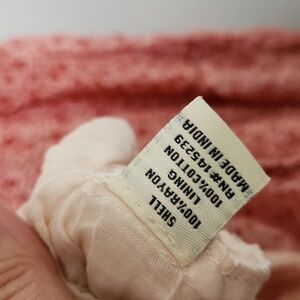 SHELL
100%RAYON
LINING
100%COTTON
RN#145239
MADE IN INDIA